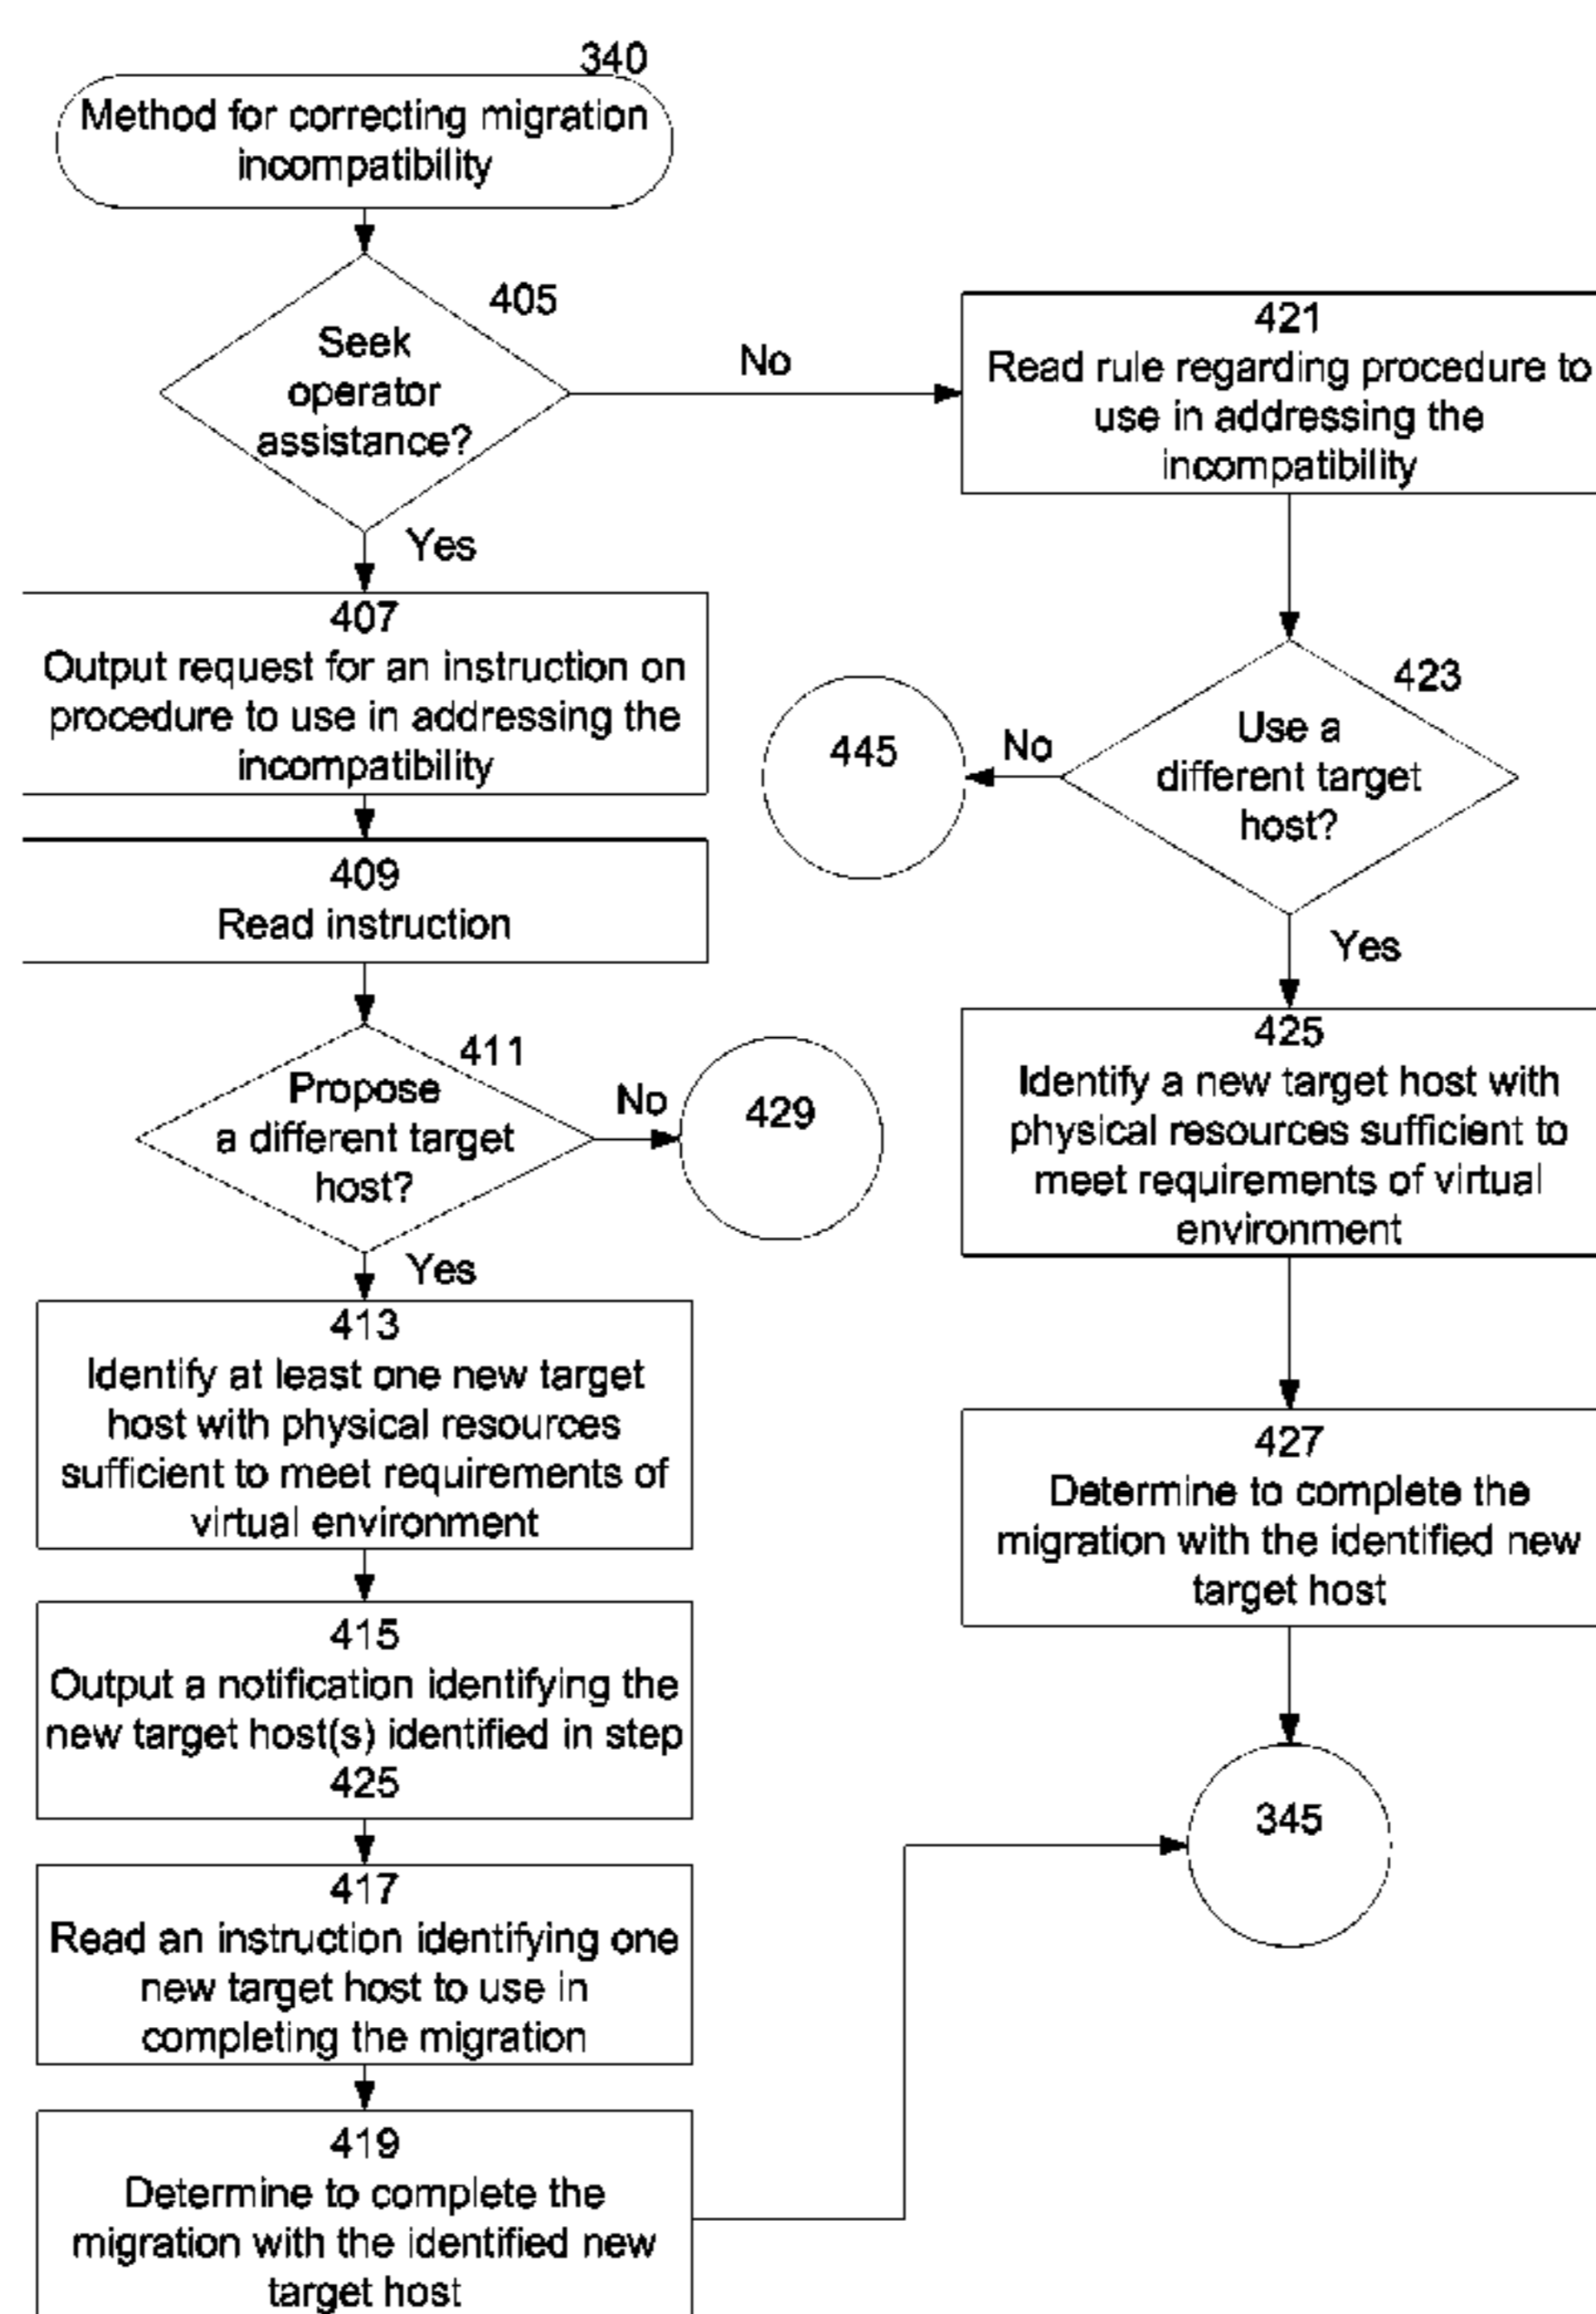 340
Method for correcting migration
incompatibility
405
Seek
operator
assistance?
No
Yes
407
Output request for an instruction on
procedure to use in addressing the
incompatibility
409
Read instruction
411
Propose
a different target
host?
No
429
Yes
413
Identify at least one new target
host with physical resources
sufficient to meet requirements of
virtual environment
415
Output a notification identifying the
new target host(s) identified in step
425
417
Read an instruction identifying one
new target host to use in
completing the migration
419
Determine to complete the
migration with the identified new
target host
421
Read rule regarding procedure to
use in addressing the
incompatibility
423
Use a
different target
host?
No
445
Yes
425
Identify a new target host with
physical resources sufficient to
meet requirements of virtual
environment
427
Determine to complete the
migration with the identified new
target host
345